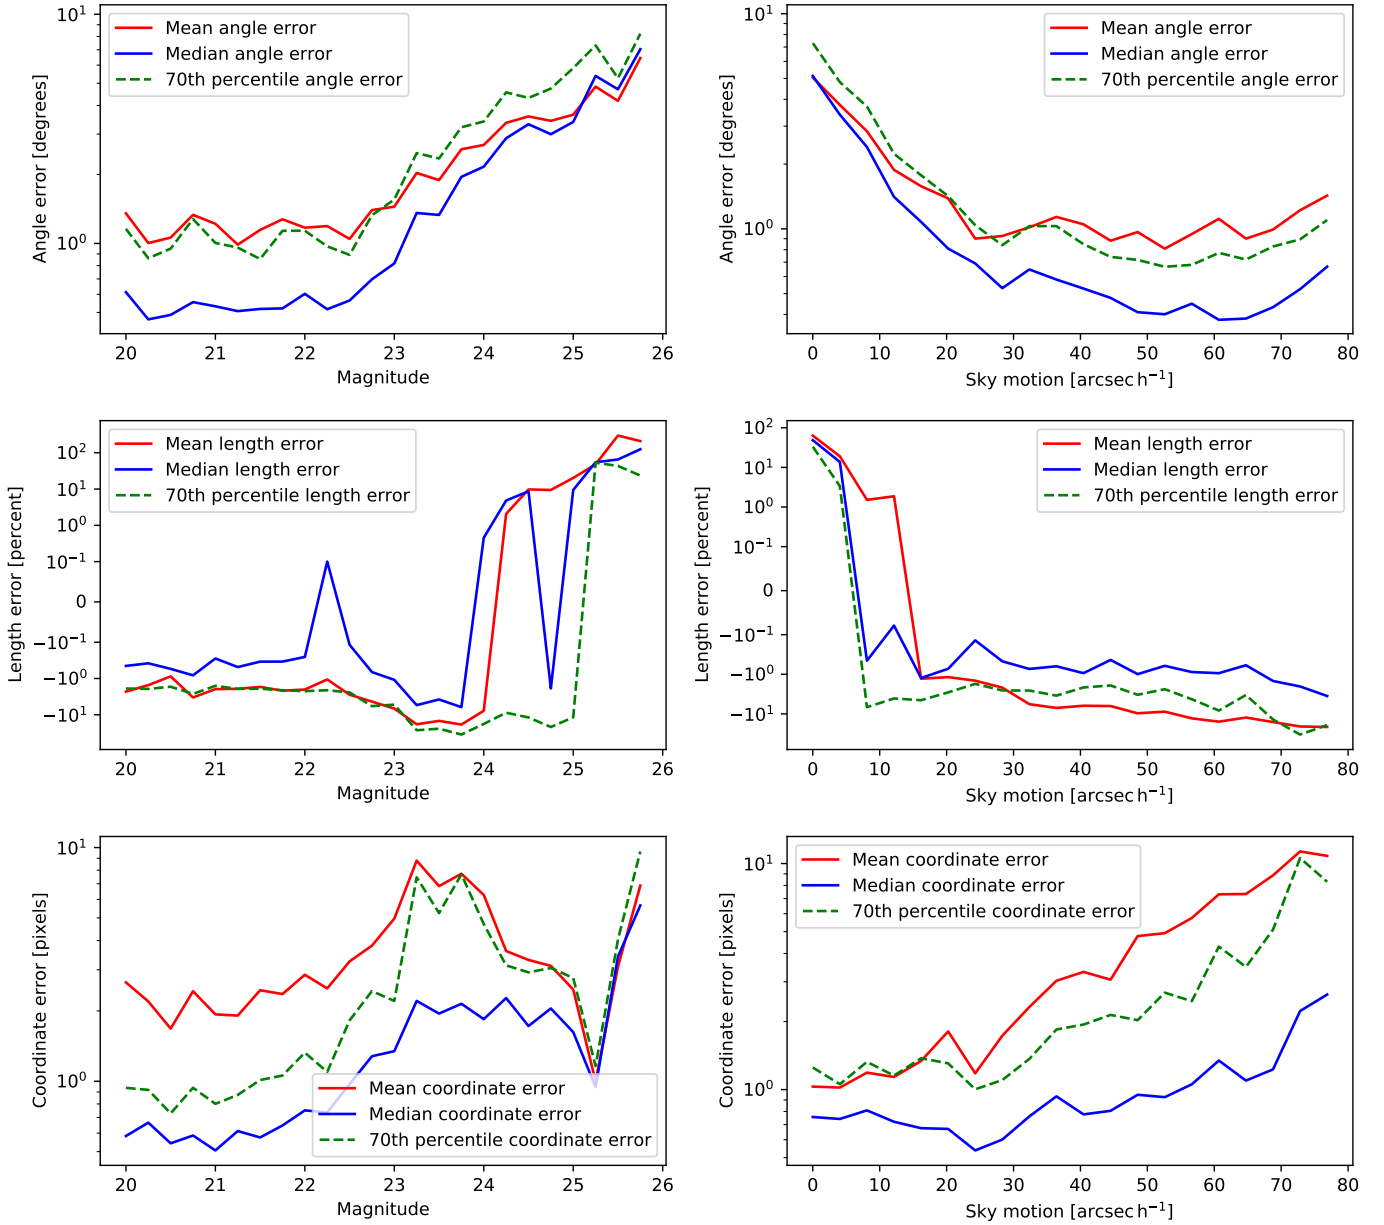 Angle error [degrees]
10¹
10⁰
Mean angle error
Median angle error
70th percentile angle error
20 21 22 23 24 25 26
Magnitude
Angle error [degrees]
10¹
10⁰
Mean angle error
Median angle error
70th percentile angle error
0 10 20 30 40 50 60 70 80
Sky motion [arcsec h⁻¹]
Length error [percent]
10²
10¹
10⁰
10⁻¹
0
−10⁻¹
−10⁰
−10¹
Mean length error
Median length error
70th percentile length error
20 21 22 23 24 25 26
Magnitude
Length error [percent]
10²
10¹
10⁰
10⁻¹
0
−10⁻¹
−10⁰
−10¹
Mean length error
Median length error
70th percentile length error
0 10 20 30 40 50 60 70 80
Sky motion [arcsec h⁻¹]
Coordinate error [pixels]
10¹
10⁰
Mean coordinate error
Median coordinate error
70th percentile coordinate error
20 21 22 23 24 25 26
Magnitude
Coordinate error [pixels]
10¹
10⁰
Mean coordinate error
Median coordinate error
70th percentile coordinate error
0 10 20 30 40 50 60 70 80
Sky motion [arcsec h⁻¹]